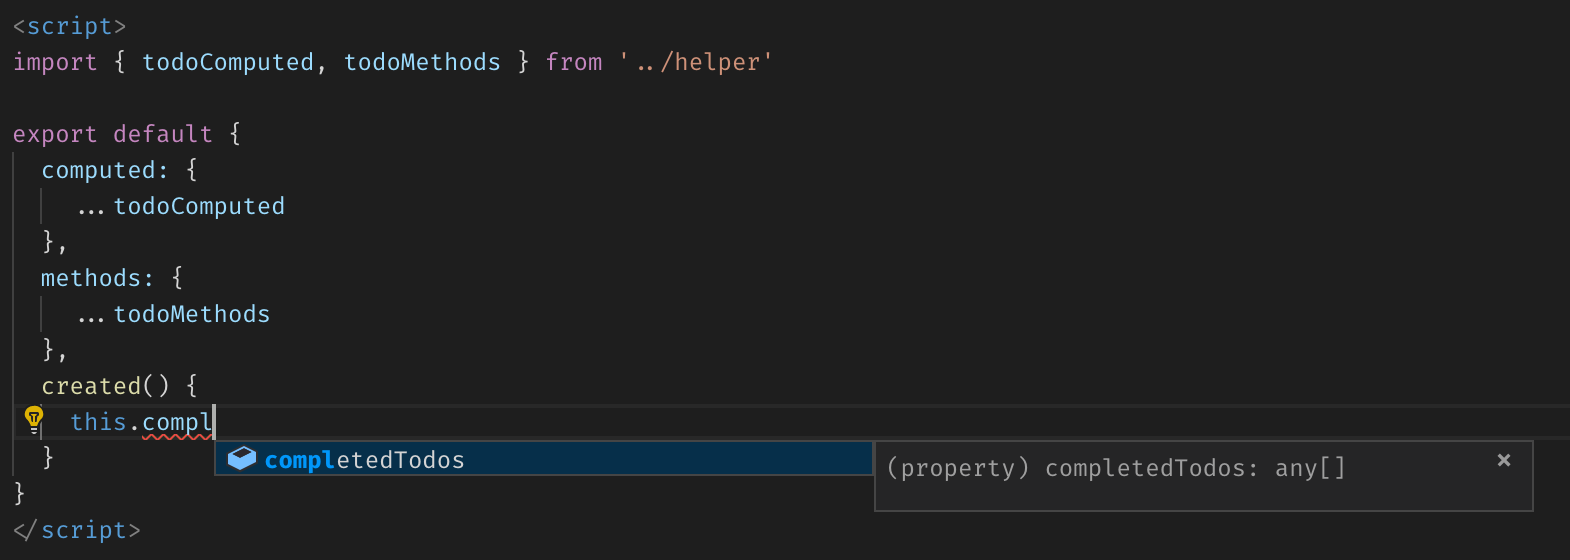 <script>
import { todoComputed, todoMethods } from '../helper'
export default {
computed: {
...todoComputed
},
methods: {
...todoMethods
},
created() {
this.compl
}
completedTodos
(property) completedTodos: any[]
×
}
</script>